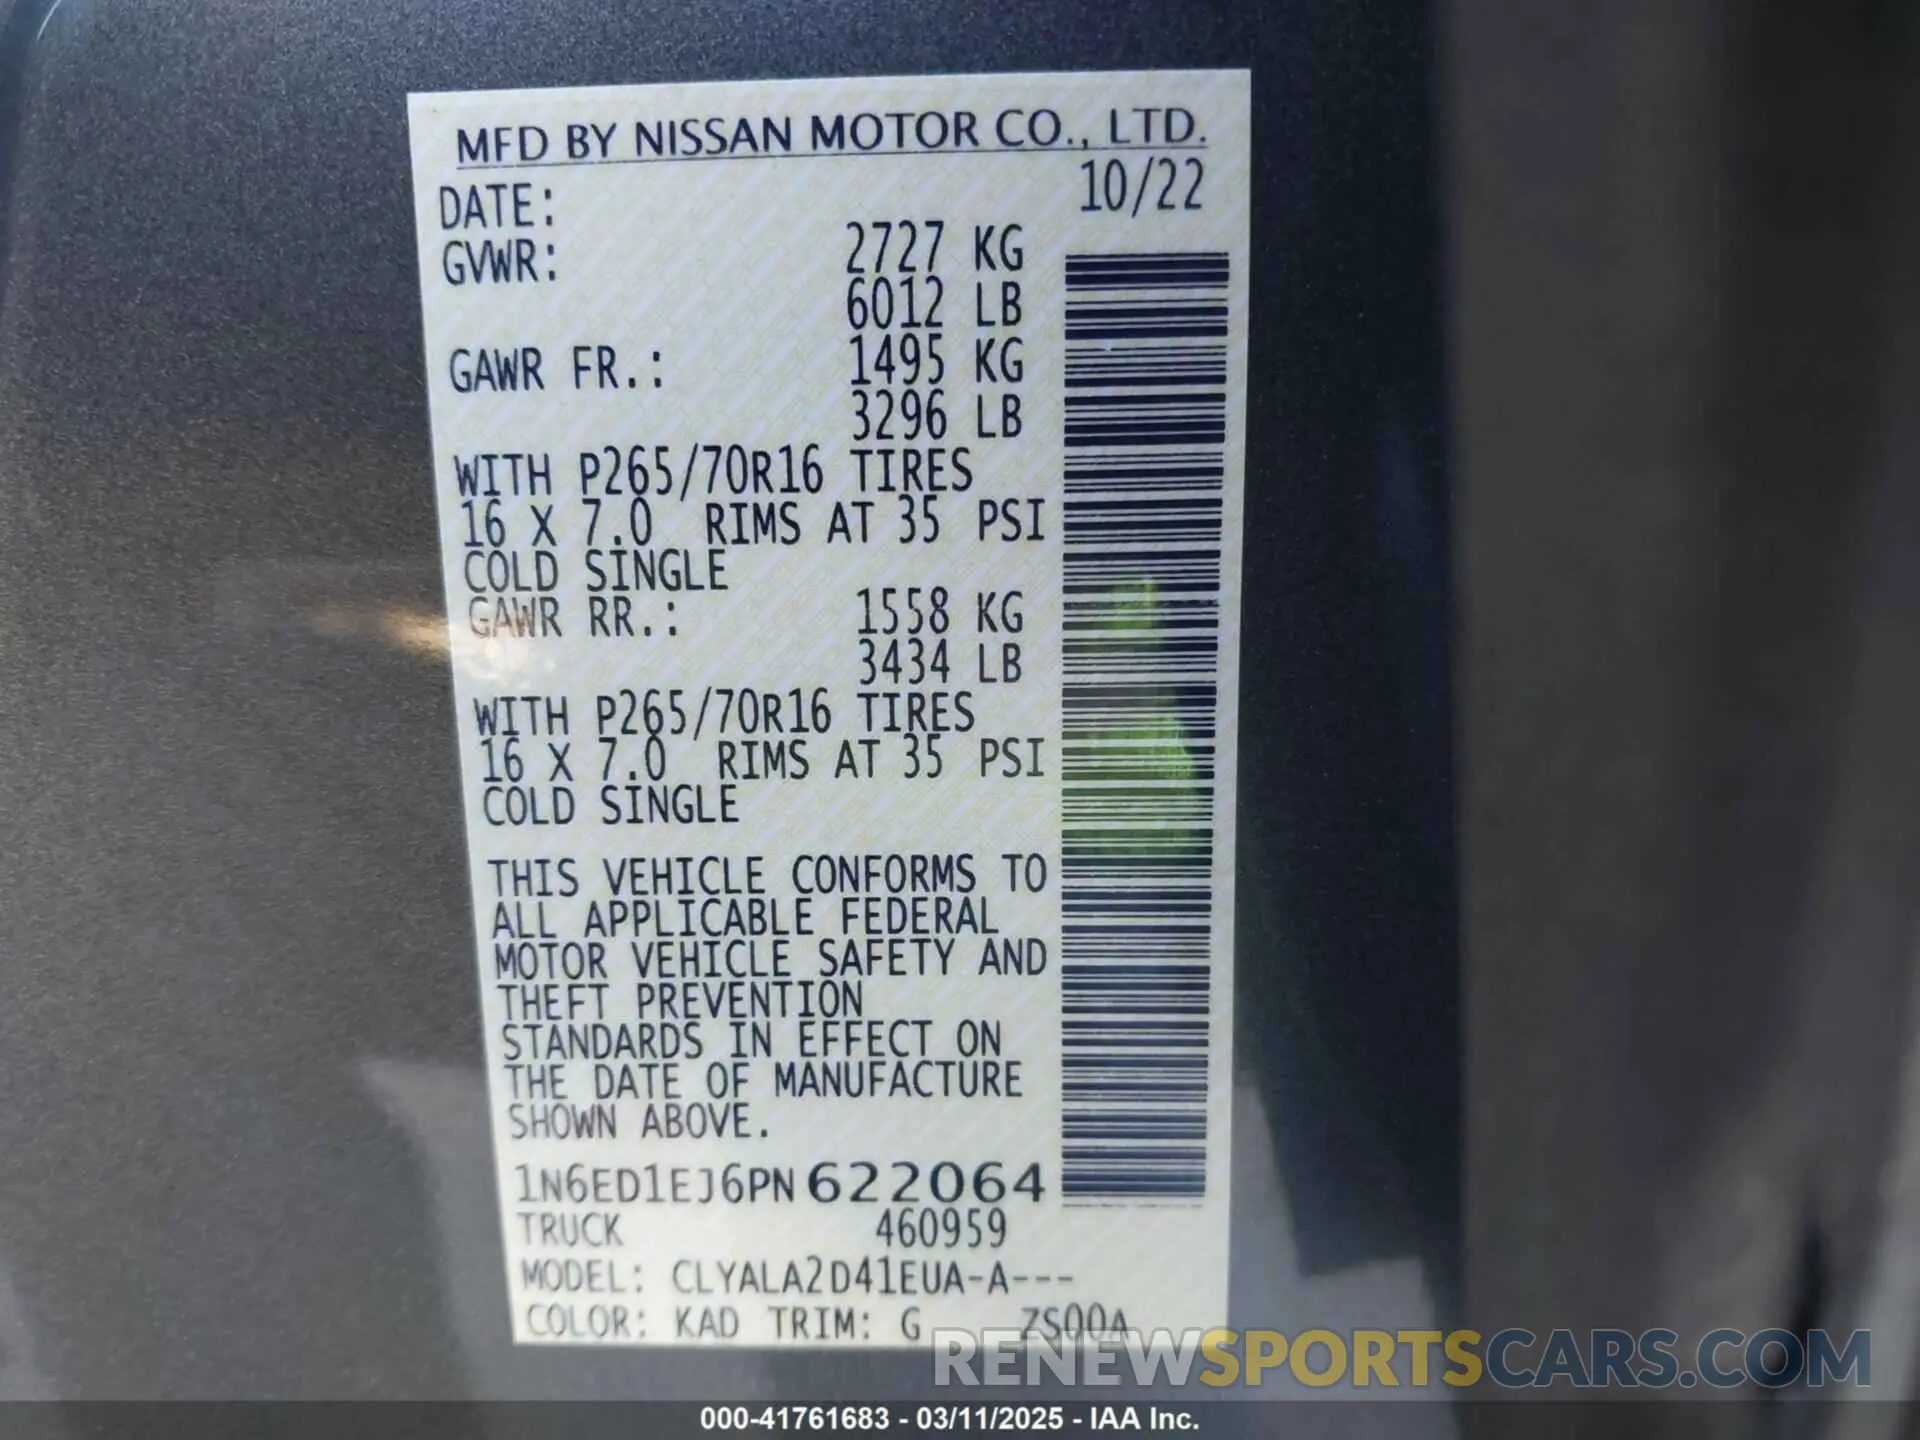 MFD BY NISSAN MOTOR CO., LTD.
DATE: 10/22
GVWR: 2727 KG
6012 LB
GAWR FR.: 1495 KG
3296 LB
WITH P265/70R16 TIRES
16 X 7.0 RIMS AT 35 PSI
COLD SINGLE
GAWR RR.: 1558 KG
3434 LB
WITH P265/70R16 TIRES
16 X 7.0 RIMS AT 35 PSI
COLD SINGLE
THIS VEHICLE CONFORMS TO
ALL APPLICABLE FEDERAL
MOTOR VEHICLE SAFETY AND
THEFT PREVENTION
STANDARDS IN EFFECT ON
THE DATE OF MANUFACTURE
SHOWN ABOVE.
1N6ED1EJ6PN622064
TRUCK 460959
MODEL: CLYALA2D41EUA-A---
COLOR: KAD TRIM: G ZS00A
RENEWSPORTSCARS.COM
000-41761683 - 03/11/2025 - IAA Inc.